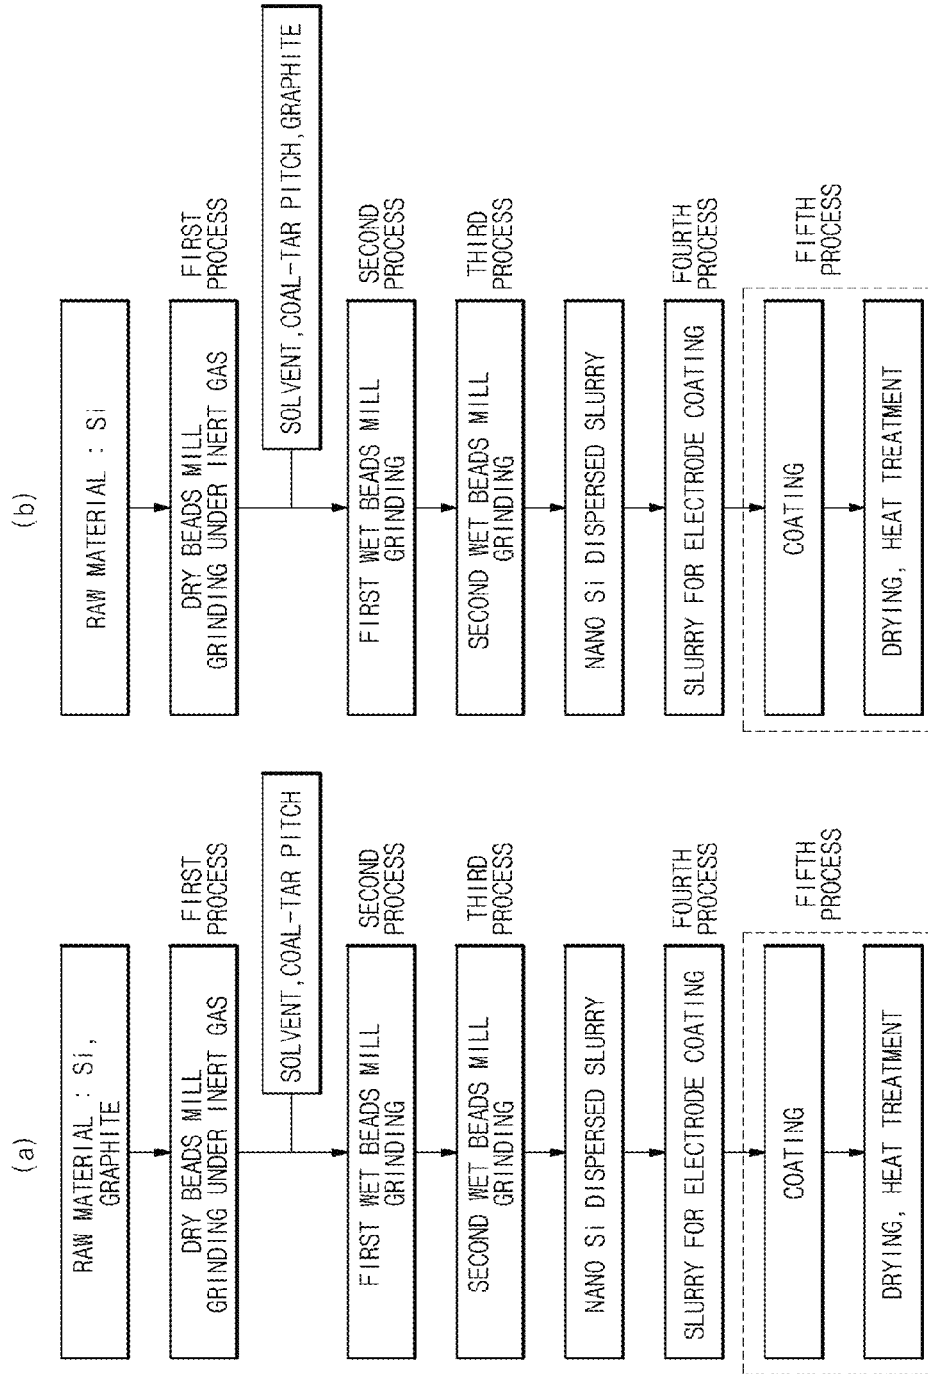 (a)
RAW MATERIAL : Si,
GRAPHITE
DRY BEADS MILL
GRINDING UNDER INERT GAS
FIRST
PROCESS
SOLVENT, COAL-TAR PITCH
FIRST WET BEADS MILL
GRINDING
SECOND
PROCESS
SECOND WET BEADS MILL
GRINDING
THIRD
PROCESS
NANO Si DISPERSED SLURRY
SLURRY FOR ELECTRODE COATING
FOURTH
PROCESS
COATING
FIFTH
PROCESS
DRYING, HEAT TREATMENT
(b)
RAW MATERIAL : Si
DRY BEADS MILL
GRINDING UNDER INERT GAS
FIRST
PROCESS
SOLVENT, COAL-TAR PITCH, GRAPHITE
FIRST WET BEADS MILL
GRINDING
SECOND
PROCESS
SECOND WET BEADS MILL
GRINDING
THIRD
PROCESS
NANO Si DISPERSED SLURRY
SLURRY FOR ELECTRODE COATING
FOURTH
PROCESS
COATING
FIFTH
PROCESS
DRYING, HEAT TREATMENT